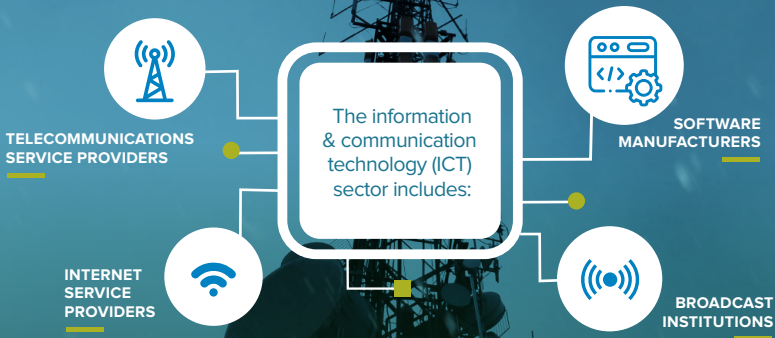 TELECOMMUNICATIONS
SERVICE PROVIDERS
The information
& communication
technology (ICT)
sector includes:
SOFTWARE
MANUFACTURERS
INTERNET
SERVICE
PROVIDERS
BROADCAST
INSTITUTIONS